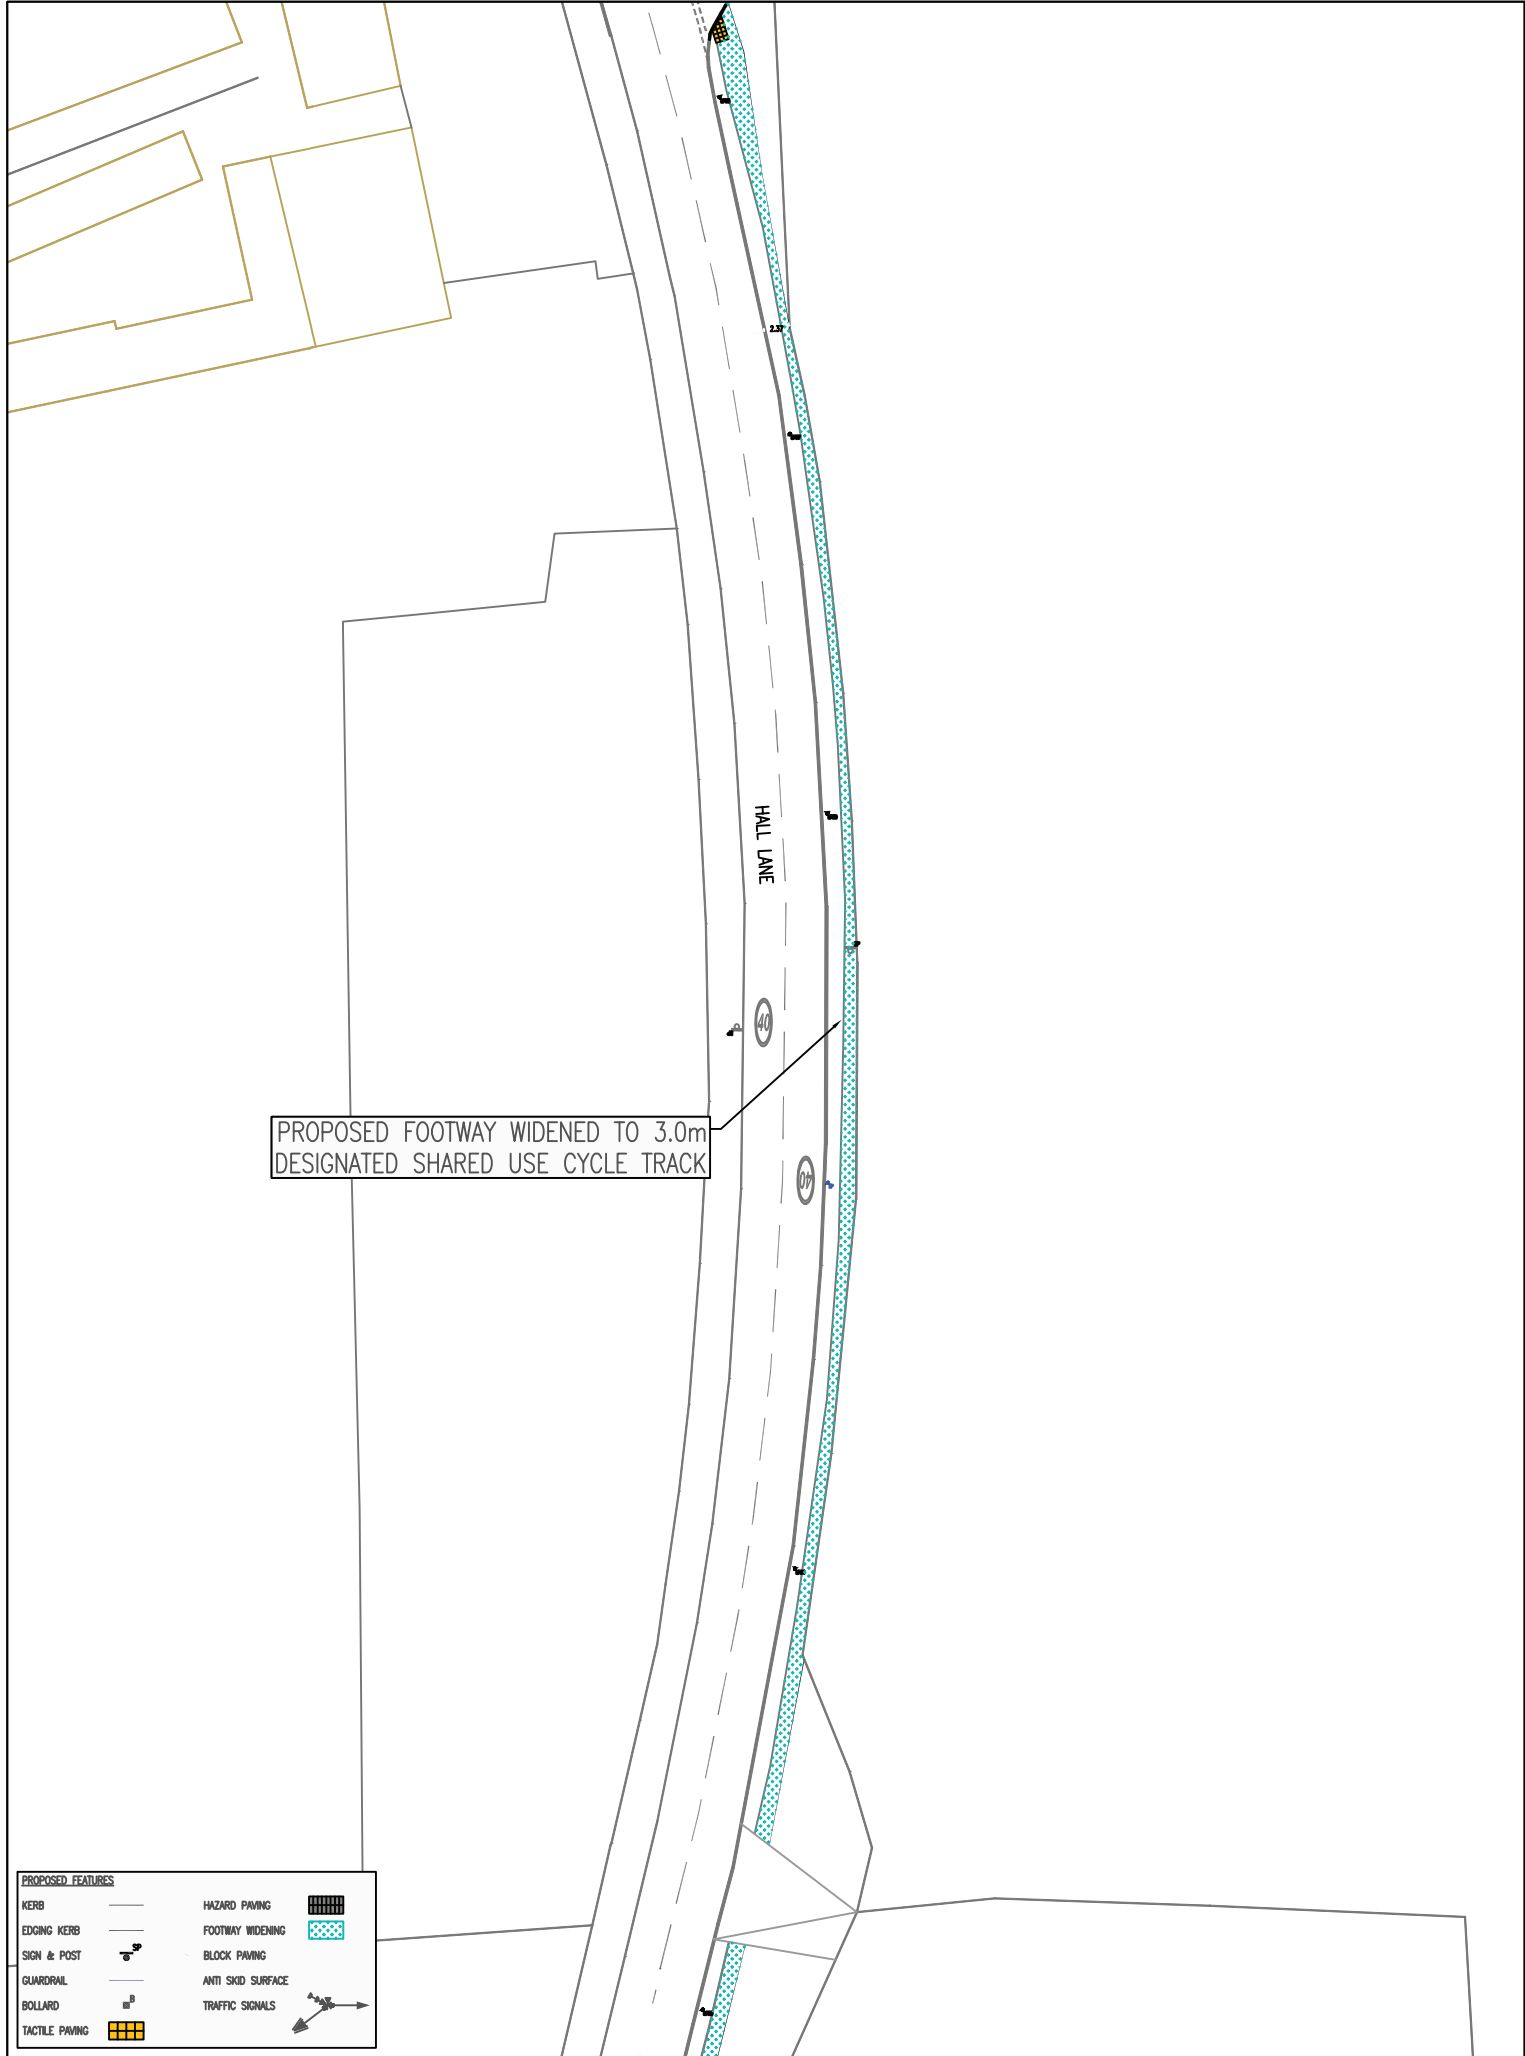 2.37
HALL LANE
40
PROPOSED FOOTWAY WIDENED TO 3.0m
DESIGNATED SHARED USE CYCLE TRACK
40
PROPOSED FEATURES
KERB
EDGING KERB
SIGN & POST SP
GUARDRAIL
BOLLARD B
TACTILE PAVING
HAZARD PAVING
FOOTWAY WIDENING
BLOCK PAVING
ANTI SKID SURFACE
TRAFFIC SIGNALS